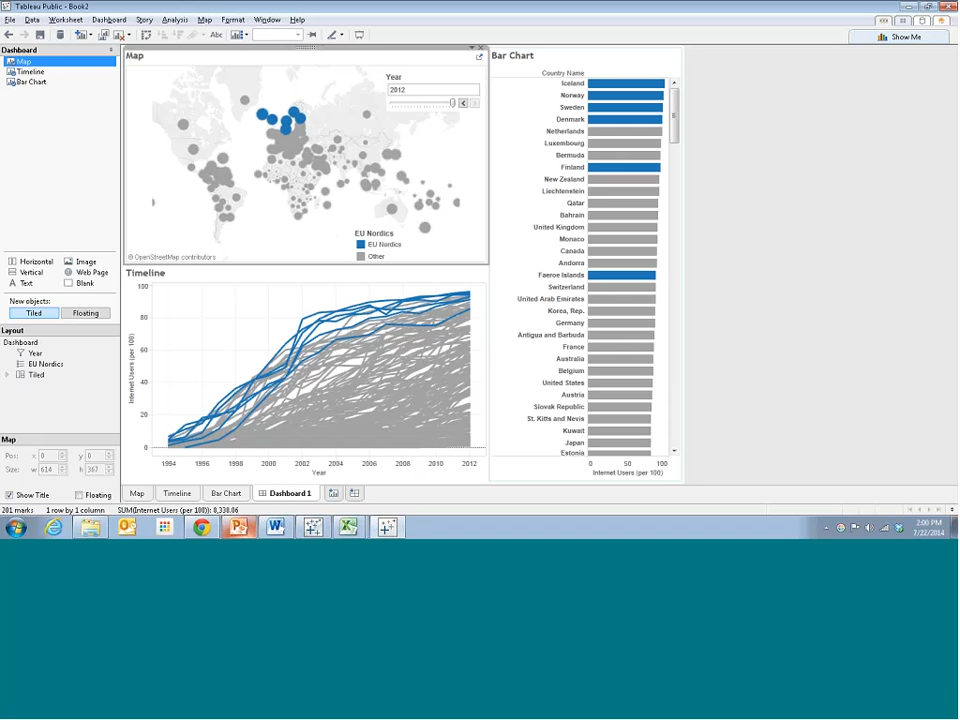 Tableau Public - Book2
File Data Worksheet Dashboard Story Analysis Map Format Window Help
Abc
Show Me
Dashboard
Map
Timeline
Bar Chart
Horizontal Image
Vertical Web Page
Text Blank
New objects:
Tiled Floating
Layout
Dashboard
Year
EU Nordics
Tiled
Map
Pos: x 0 y 0
Size: w 614 h 367
Show Title Floating
Map
Year
2012
EU Nordics
EU Nordics
Other
© OpenStreetMap contributors
Timeline
100
80
60
40
20
0
Internet Users (per 100)
1994 1996 1998 2000 2002 2004 2006 2008 2010 2012
Year
Bar Chart
Country Name
Iceland
Norway
Sweden
Denmark
Netherlands
Luxembourg
Bermuda
Finland
New Zealand
Liechtenstein
Qatar
Bahrain
United Kingdom
Monaco
Canada
Andorra
Faeroe Islands
Switzerland
United Arab Emirates
Korea, Rep.
Germany
Antigua and Barbuda
France
Australia
Belgium
United States
Austria
Slovak Republic
St. Kitts and Nevis
Kuwait
Japan
Estonia
0 50 100
Internet Users (per 100)
Map Timeline Bar Chart Dashboard 1
201 marks 1 row by 1 column SUM(Internet Users (per 100)): 8,338.06
2:00 PM
7/22/2014